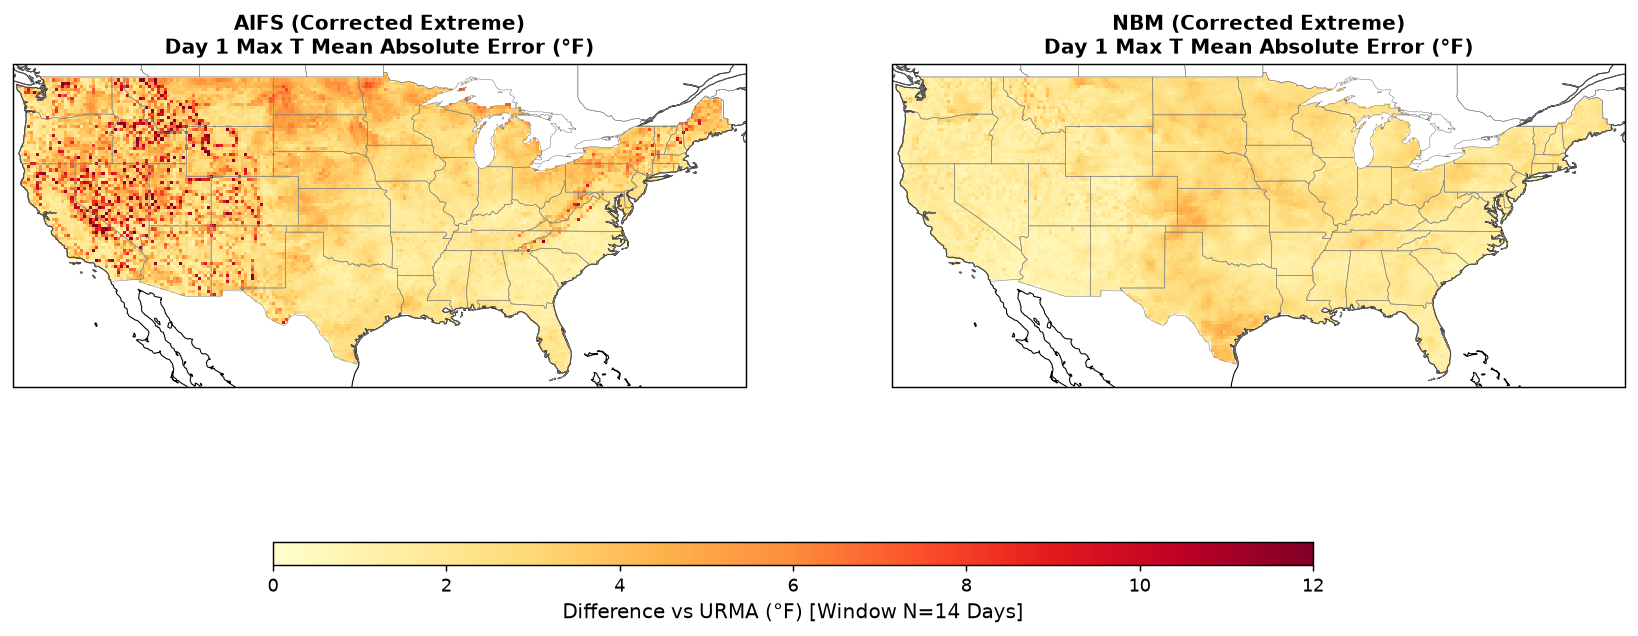 AIFS (Corrected Extreme)
Day 1 Max T Mean Absolute Error (°F)
NBM (Corrected Extreme)
Day 1 Max T Mean Absolute Error (°F)
0 2 4 6 8 10 12
Difference vs URMA (°F) [Window N=14 Days]